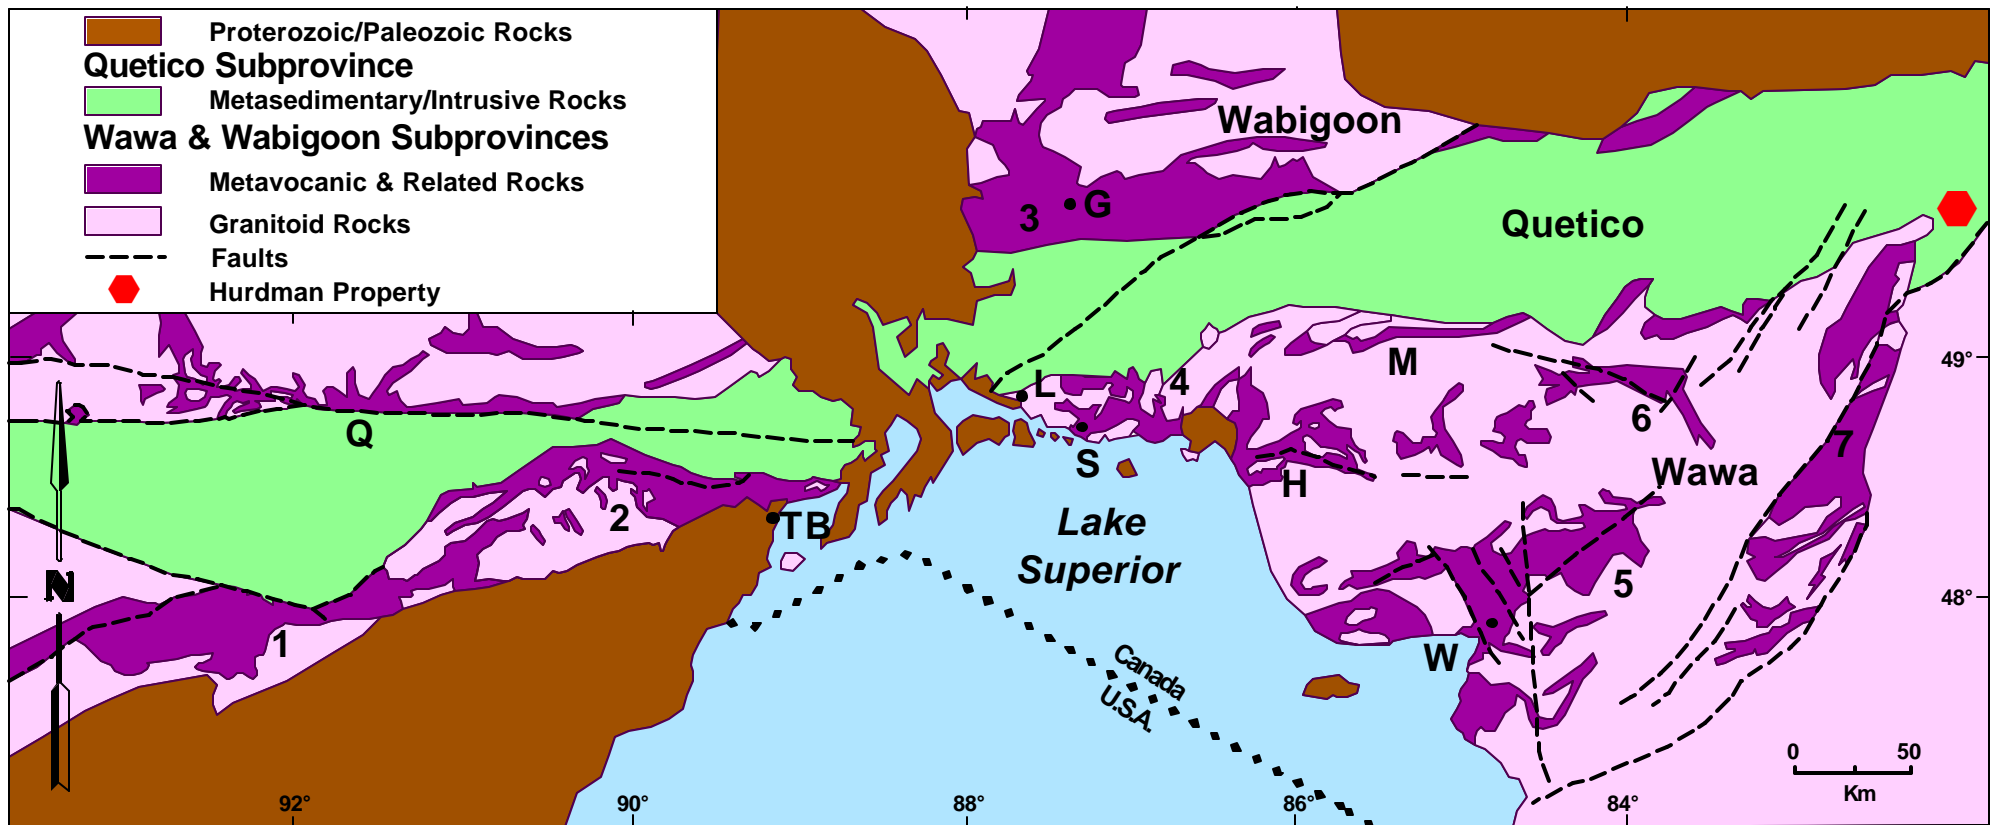 Proterozoic/Paleozoic Rocks
Quetico Subprovince
Metasedimentary/Intrusive Rocks
Wawa & Wabigoon Subprovinces
Metavocanic & Related Rocks
Granitoid Rocks
Faults
Hurdman Property
Wabigoon
3
G
Quetico
49°
L
4
M
6
7
Q
S
H
Wawa
2
TB
Lake
Superior
N
5
48°
1
W
Canada
U.S.A.
0 50
Km
92° 90° 88° 86° 84°